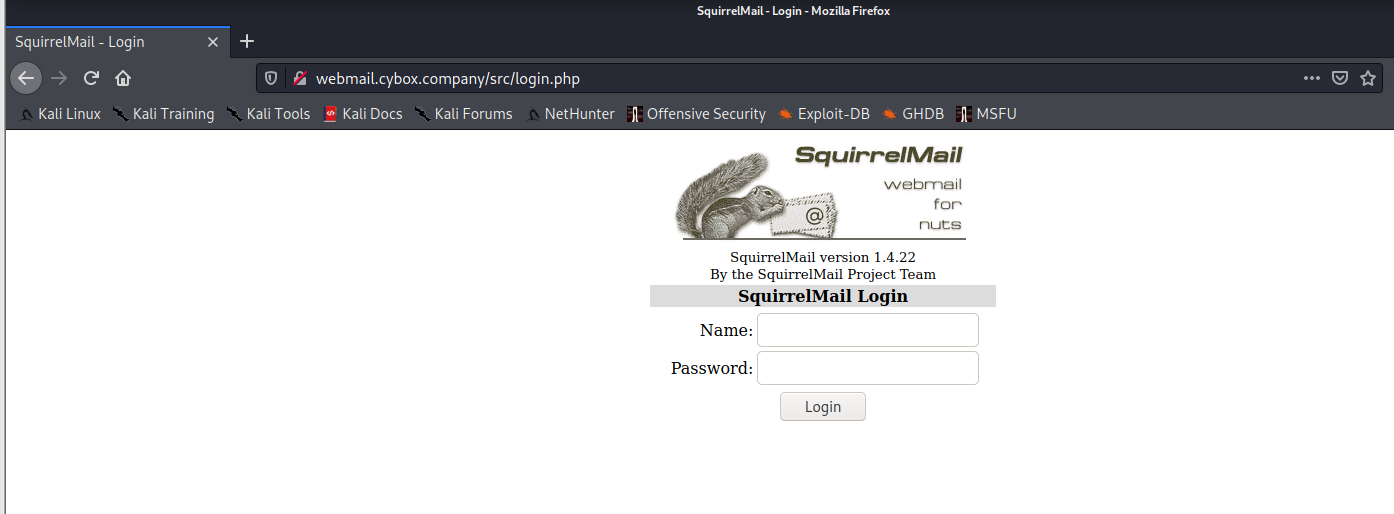 SquirrelMail - Login - Mozilla Firefox
SquirrelMail - Login
webmail.cybox.company/src/login.php
Kali Linux Kali Training Kali Tools Kali Docs Kali Forums NetHunter Offensive Security Exploit-DB GHDB MSFU
SquirrelMail
webmail
for
nuts
@
SquirrelMail version 1.4.22
By the SquirrelMail Project Team
SquirrelMail Login
Name:
Password:
Login